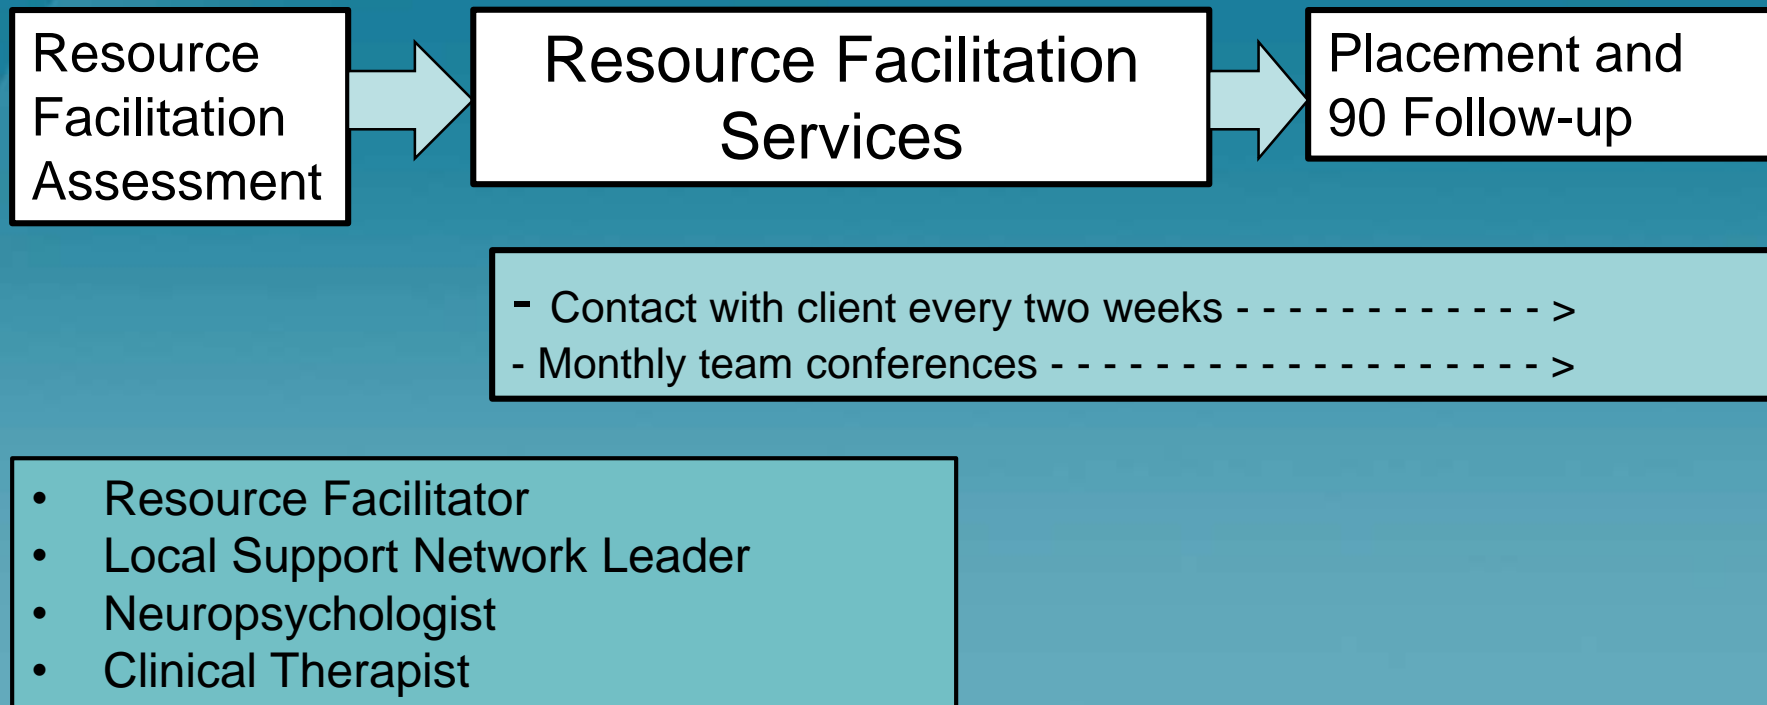 Resource
Facilitation
Assessment
Resource Facilitation
Services
Placement and
90 Follow-up
- Contact with client every two weeks - - - - - - - - - - - - >
- Monthly team conferences - - - - - - - - - - - - - - - - - - - >
• Resource Facilitator
• Local Support Network Leader
• Neuropsychologist
• Clinical Therapist